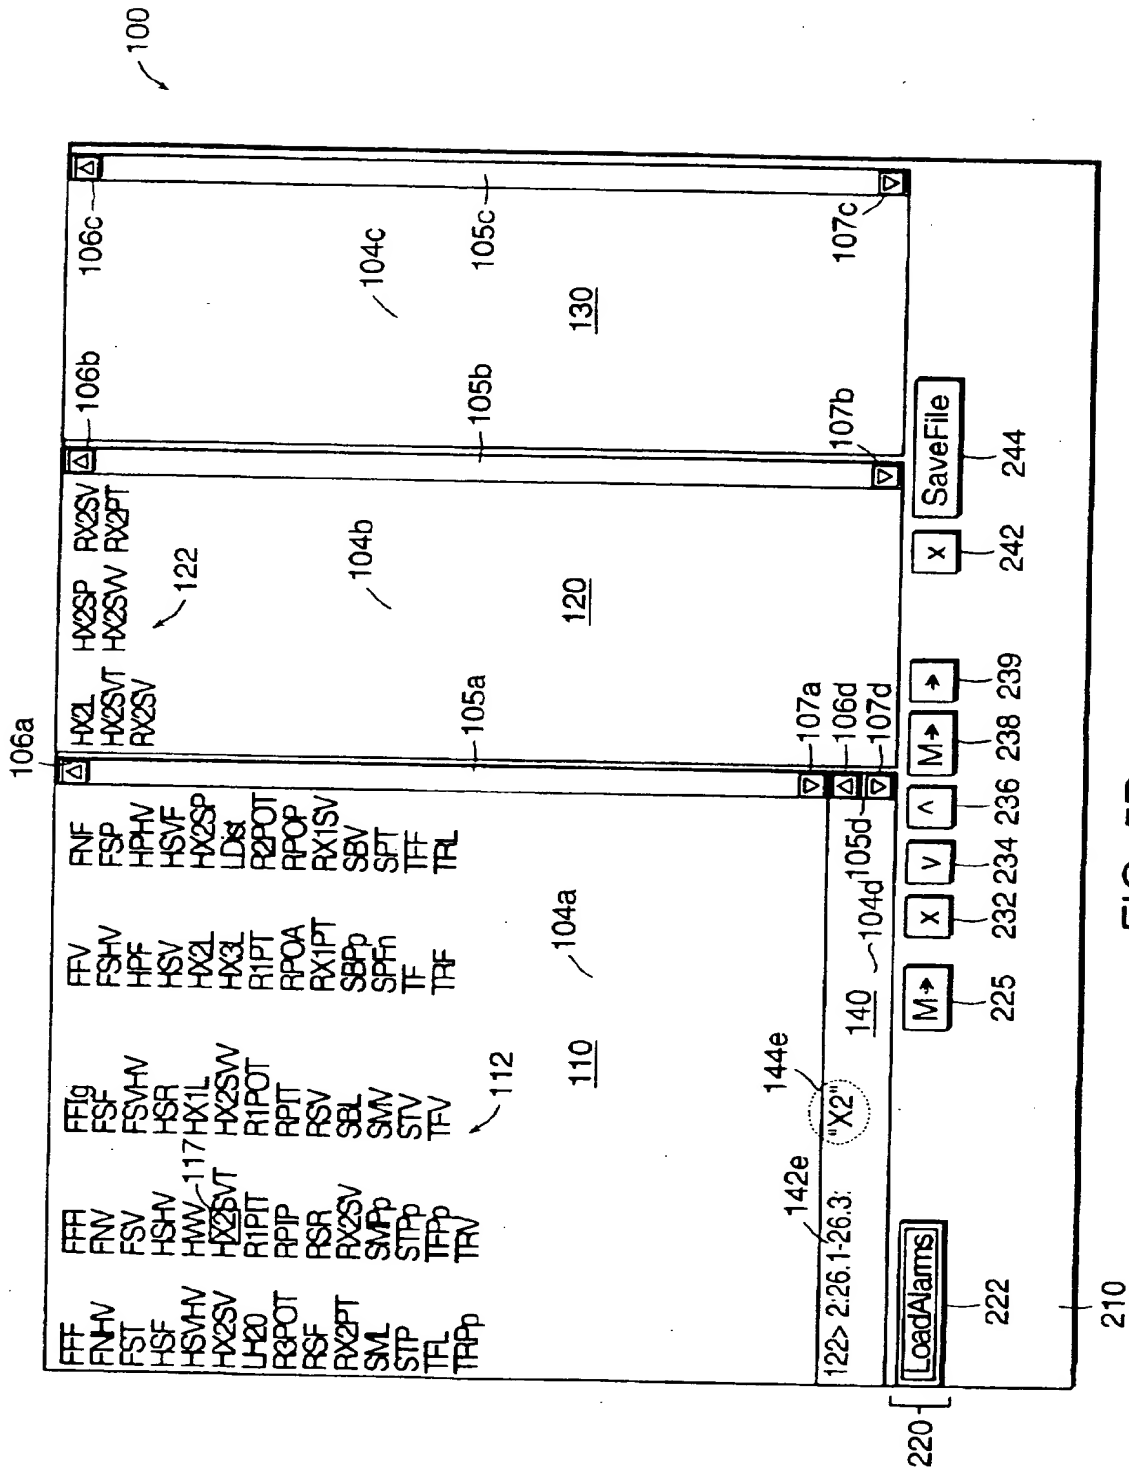 100
106a
106b
106c
FFF FFFl FFIg FFV FNF
FNHV FNV FSF FSHV FSP
FST FSV FSVHV HPF HPHV
HSF HSHV HSR HSV HSVF
HSVHV HWV HX1L HX2L HX2SP
HX2SV HX2SVT HX2SVV HX3L LDist
LH20 R1PIT R1POT R1PT R2POT
R3POT RPIP RPIT RPOA RPOP
RSF RSR RSV RX1PT RX1SV
RX2PT RX2SV SBL SBPp SBV
SML SMPp SMV SPFn SPT
STP STPp STV TF TFF
TFL TFPp TFV TRF TRL
TRPp TRV
117
112
110
104a
105a
HX2L HX2SP RX2SV
HX2SVT HX2SVV RX2PT
RX2SV
122
104b
120
105b
104c
130
105c
142e
144e
107a
106d
107d
107b
107c
122> 2:26.1-26.3: "X2"
140
104d
105d
LoadAlarms M X v ^ M X SaveFile
220
222
225
232
234
236
238
239
242
244
210
FIG.